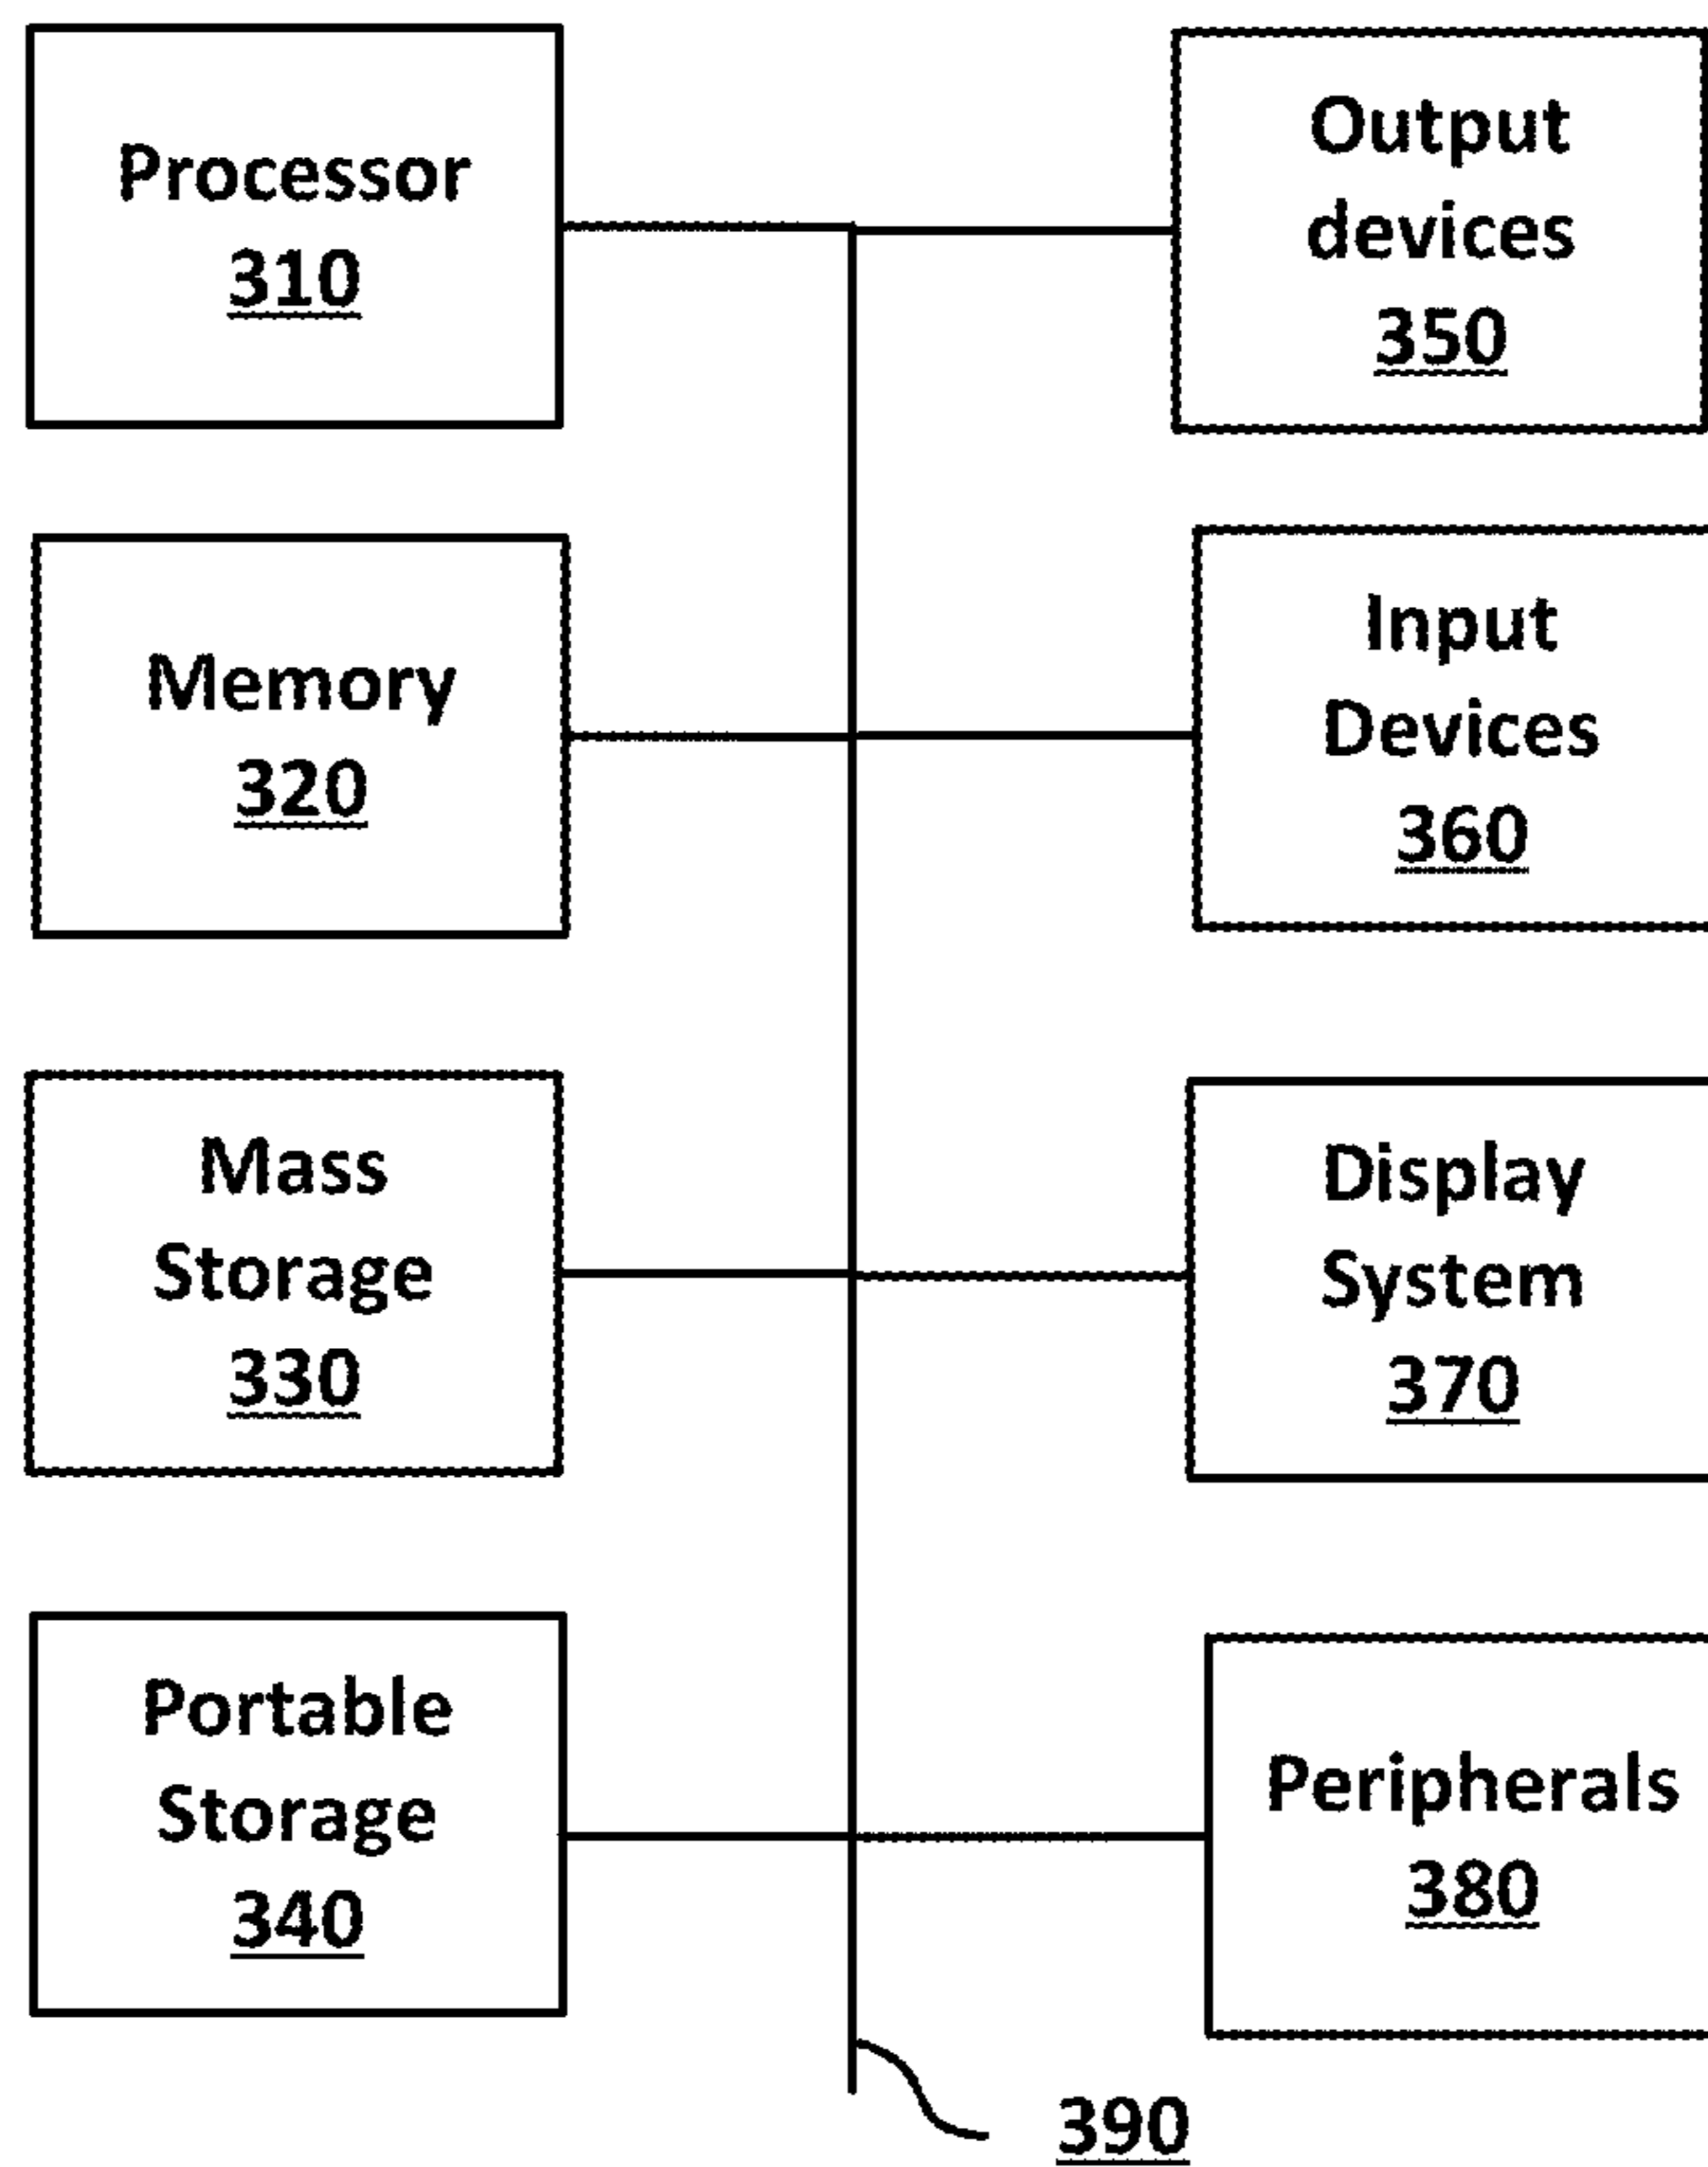 Processor
310
Output
devices
350
Memory
320
Input
Devices
360
Mass
Storage
330
Display
System
370
Portable
Storage
340
Peripherals
380
390